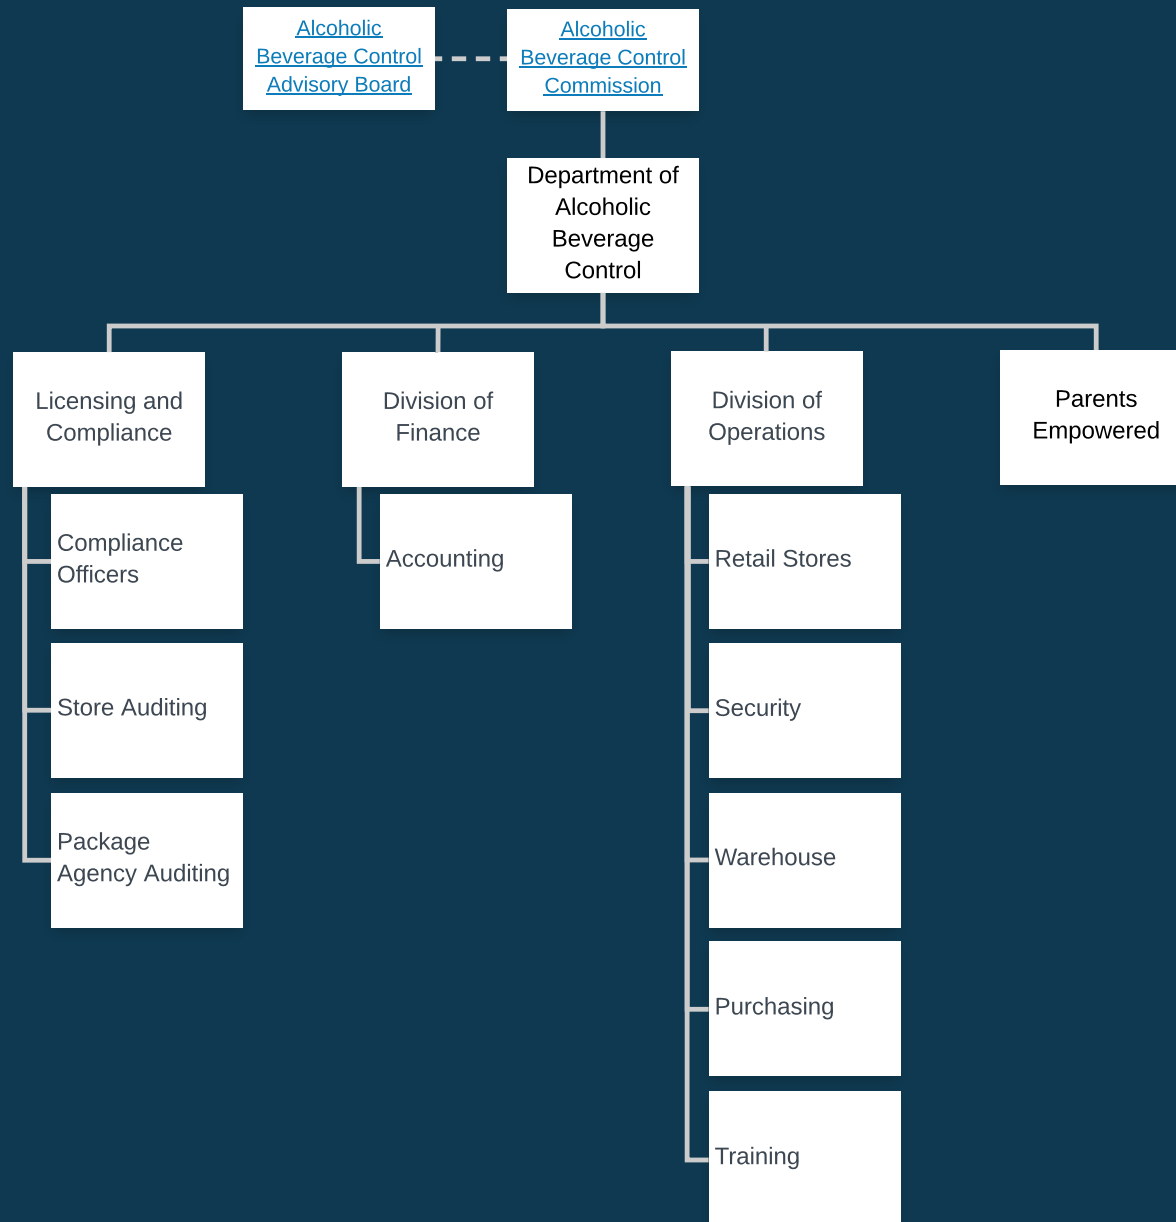 Alcoholic
Beverage Control
Advisory Board
Alcoholic
Beverage Control
Commission
Department of
Alcoholic
Beverage
Control
Licensing and
Compliance
Division of
Finance
Division of
Operations
Parents
Empowered
Compliance
Officers
Store Auditing
Package
Agency Auditing
Accounting
Retail Stores
Security
Warehouse
Purchasing
Training